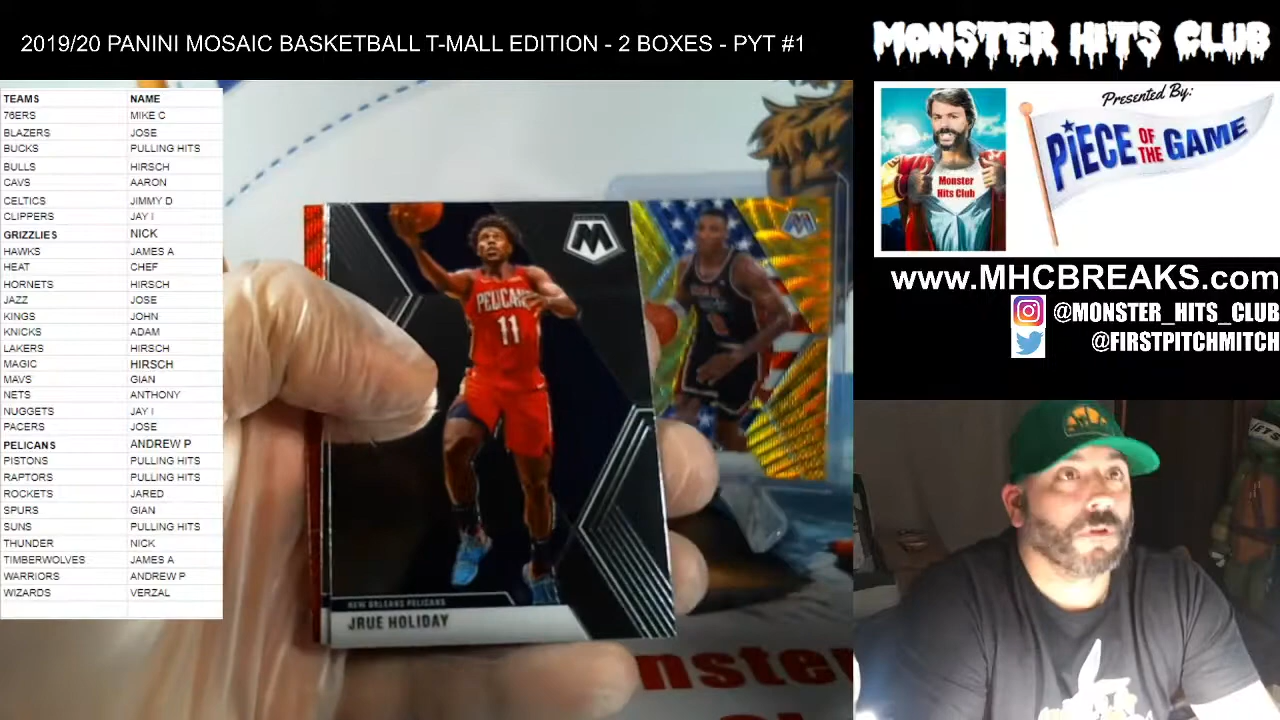 2019/20 PANINI MOSAIC BASKETBALL T-MALL EDITION - 2 BOXES - PYT #1
MONSTER HITS CLUB
TEAMS NAME
76ERS MIKE C
BLAZERS JOSE
BUCKS PULLING HITS
BULLS HIRSCH
CAVS AARON
CELTICS JIMMY D
CLIPPERS JAY I
GRIZZLIES NICK
HAWKS JAMES A
HEAT CHEF
HORNETS HIRSCH
JAZZ JOSE
KINGS JOHN
KNICKS ADAM
LAKERS HIRSCH
MAGIC HIRSCH
MAVS GIAN
NETS ANTHONY
NUGGETS JAY I
PACERS JOSE
PELICANS ANDREW P
PISTONS PULLING HITS
RAPTORS PULLING HITS
ROCKETS JARED
SPURS GIAN
SUNS PULLING HITS
THUNDER NICK
TIMBERWOLVES JAMES A
WARRIORS ANDREW P
WIZARDS VERZAL
M
PELICANS
11
NEW ORLEANS PELICANS
JRUE HOLIDAY
Monster
Hits Club
Presented By:
PIECE OF THE GAME
www.MHCBREAKS.com
@MONSTER_HITS_CLUB
@FIRSTPITCHMITCH